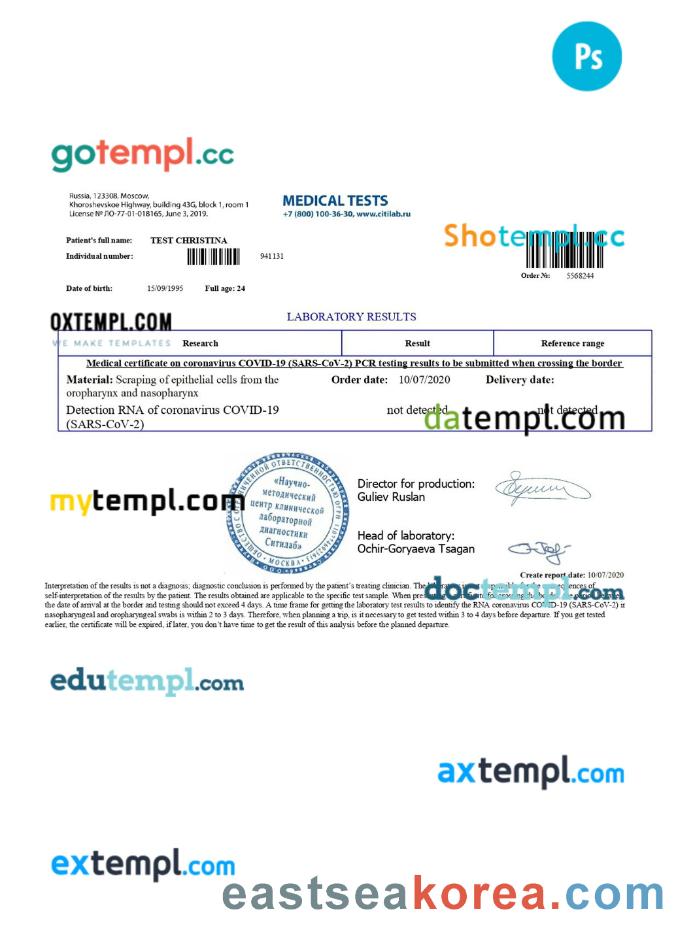 Ps
gotempl.cc
Russia, 123308, Moscow,
Khoroshevskoe Highway, building 43G, block 1, room 1
License № ЛО-77-01-018165, June 3, 2019.
MEDICAL TESTS
+7 (800) 100-36-30, www.citilab.ru
Shotempl.cc
Patient's full name: TEST CHRISTINA
Individual number: 941131
Order №: 5568244
Date of birth: 15/09/1995 Full age: 24
OXTEMPL.COM
WE MAKE TEMPLATES
LABORATORY RESULTS
Research Result Reference range
Medical certificate on coronavirus COVID-19 (SARS-CoV-2) PCR testing results to be submitted when crossing the border
Material: Scraping of epithelial cells from the Order date: 10/07/2020 Delivery date:
oropharynx and nasopharynx
Detection RNA of coronavirus COVID-19 not detected not detected
(SARS-CoV-2)
datempl.com
mytempl.com
ОБЩЕСТВО С ОГРАНИЧЕННОЙ ОТВЕТСТВЕННОСТЬЮ
МОСКВА
«Научно-
методический
центр клинической
лабораторной
диагностики
Ситилаб»
Director for production:
Guliev Ruslan
Head of laboratory:
Ochir-Goryaeva Tsagan
Create report date: 10/07/2020
Interpretation of the results is not a diagnosis; diagnostic conclusion is performed by the patient's treating clinician. The of
self-interpretation of the results by the patient. The results obtained are applicable to the specific test sample. When
the date of arrival at the border and testing should not exceed 4 days. A time frame for getting the laboratory test results to identify the RNA coronavirus COVID-19 (SARS-CoV-2) in
nasopharyngeal and oropharyngeal swabs is within 2 to 3 days. Therefore, when planning a trip, it is necessary to get tested within 3 to 4 days before departure. If you get tested
earlier, the certificate will be expired, if later, you don't have time to get the result of this analysis before the planned departure.
doctempl.com
edutempl.com
axtempl.com
extempl.com
eastseakorea.com